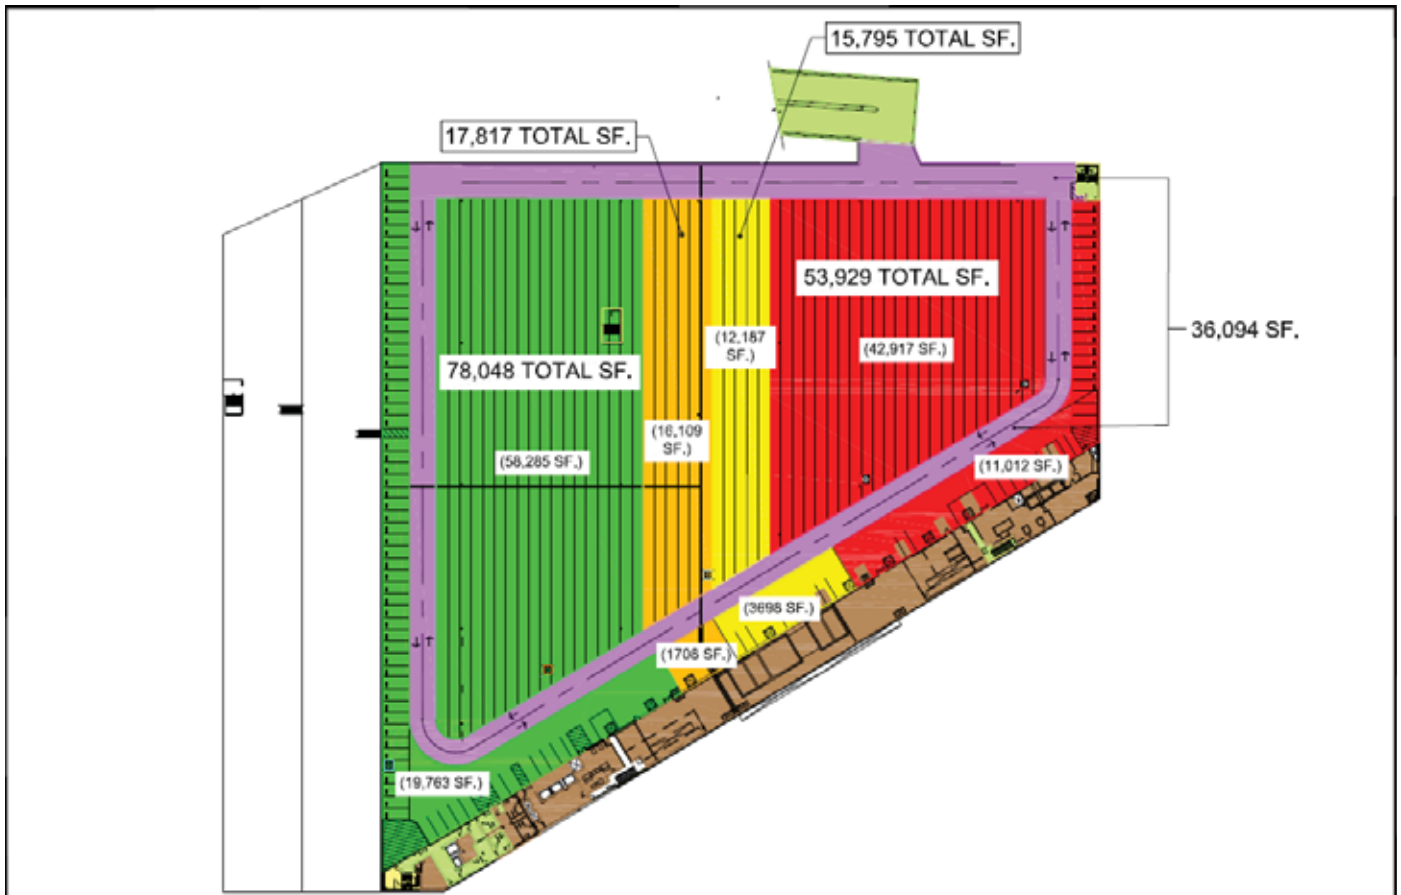 15,795 TOTAL SF.
17,817 TOTAL SF.
53,929 TOTAL SF.
36,094 SF.
(12,187
SF.)
(42,917 SF.)
78,048 TOTAL SF.
(16,109
SF.)
(58,285 SF.)
(11,012 SF.)
(3698 SF.)
(1708 SF.)
(19,763 SF.)